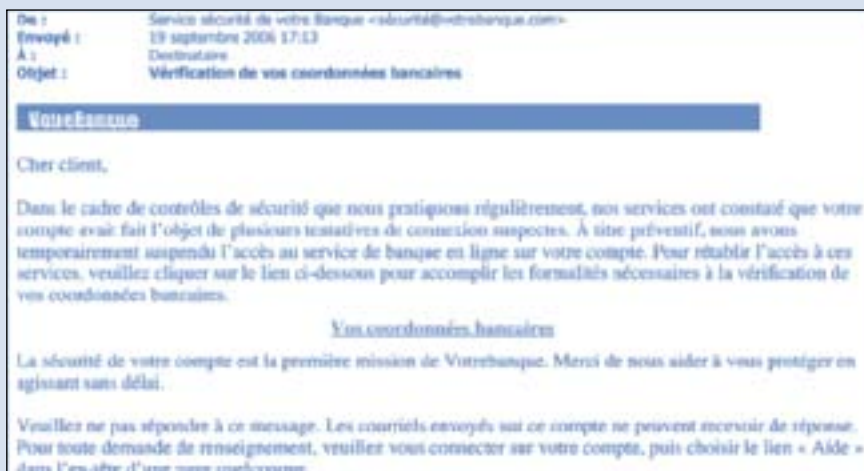 De : Service sécurité de votre Banque <sécurité@votrebanque.com>
Envoyé : 19 septembre 2006 17:13
À : Destinataire
Objet : Vérification de vos coordonnées bancaires
VotreBanque
Cher client,
Dans le cadre de contrôles de sécurité que nous pratiquons régulièrement, nos services ont constaté que votre
compte avait fait l'objet de plusieurs tentatives de connexion suspectes. À titre préventif, nous avons
temporairement suspendu l'accès au service de banque en ligne sur votre compte. Pour rétablir l'accès à ces
services, veuillez cliquer sur le lien ci-dessous pour accomplir les formalités nécessaires à la vérification de
vos coordonnées bancaires.
Vos coordonnées bancaires
La sécurité de votre compte est la première mission de Votrebanque. Merci de nous aider à vous protéger en
agissant sans délai.
Veuillez ne pas répondre à ce message. Les courriels envoyés sur ce compte ne peuvent recevoir de réponse.
Pour toute demande de renseignement, veuillez vous connecter sur votre compte, puis choisir le lien « Aide »
dans l'en-tête d'une page quelconque.